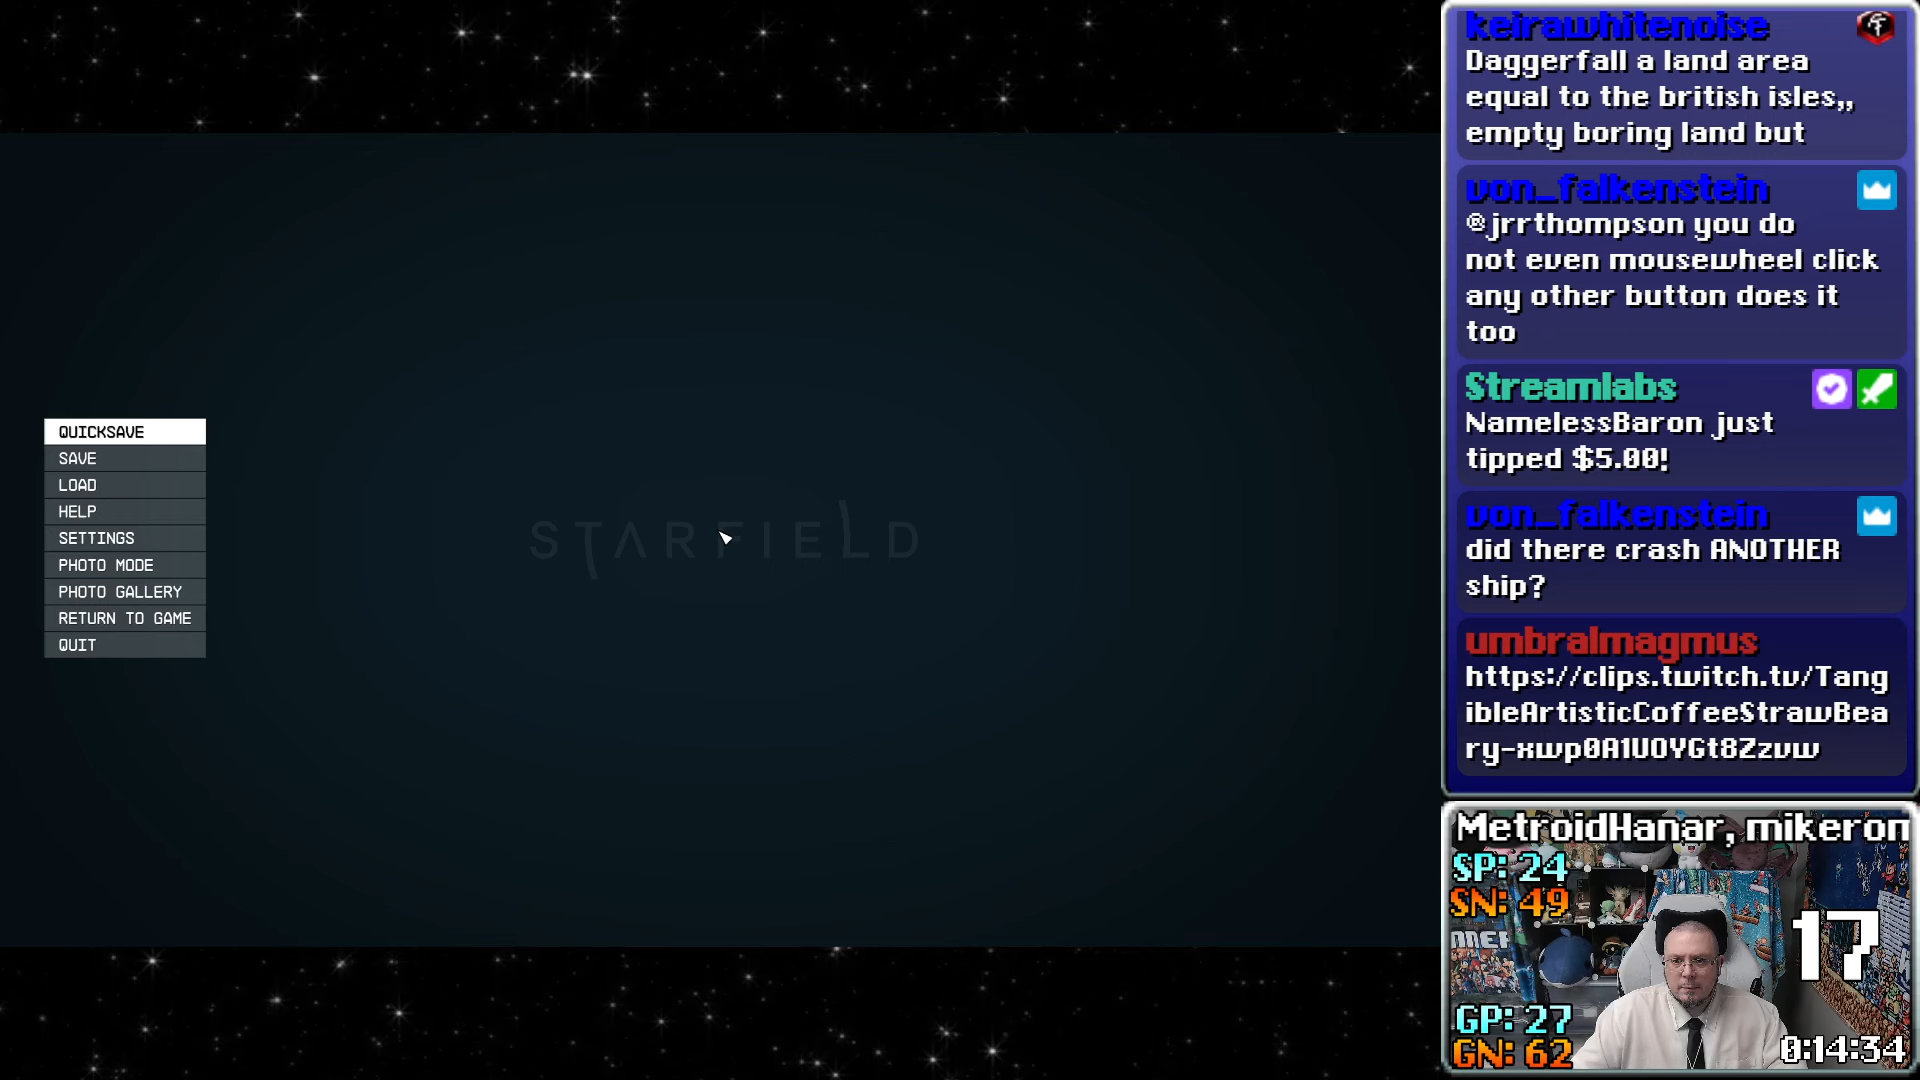 QUICKSAVE
SAVE
LOAD
HELP
SETTINGS
PHOTO MODE
PHOTO GALLERY
RETURN TO GAME
QUIT
STARFIELD
keirawhitenoise
Daggerfall a land area
equal to the british isles,,
empty boring land but
von_falkenstein
@jrrthompson you do
not even mousewheel click
any other button does it
too
Streamlabs
NamelessBaron just
tipped $5.00!
von_falkenstein
did there crash ANOTHER
ship?
umbralmagmus
https://clips.twitch.tv/Tang
ibleArtisticCoffeeStrawBea
ry-xwp0A1UOYGt8Zzvw
MetroidHanar, mikeron
SP: 24
SN: 49
17
GP: 27
GN: 62
0:14:34